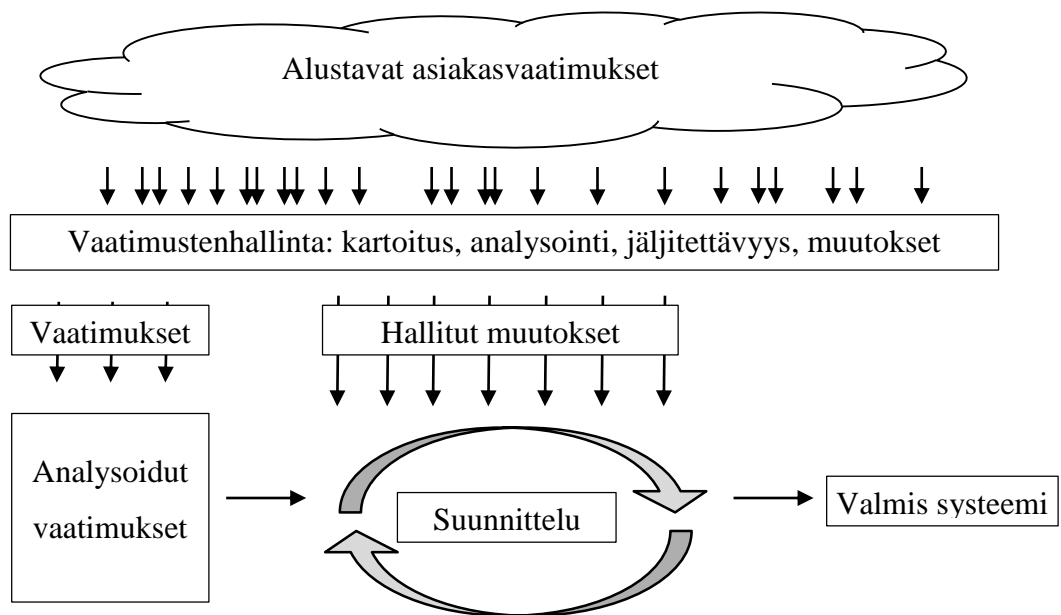 Alustavat asiakasvaatimukset
Vaatimustenhallinta: kartoitus, analysointi, jäljitettävyys, muutokset
Vaatimukset
Hallitut muutokset
Analysoidut
vaatimukset
Suunnittelu
Valmis systeemi